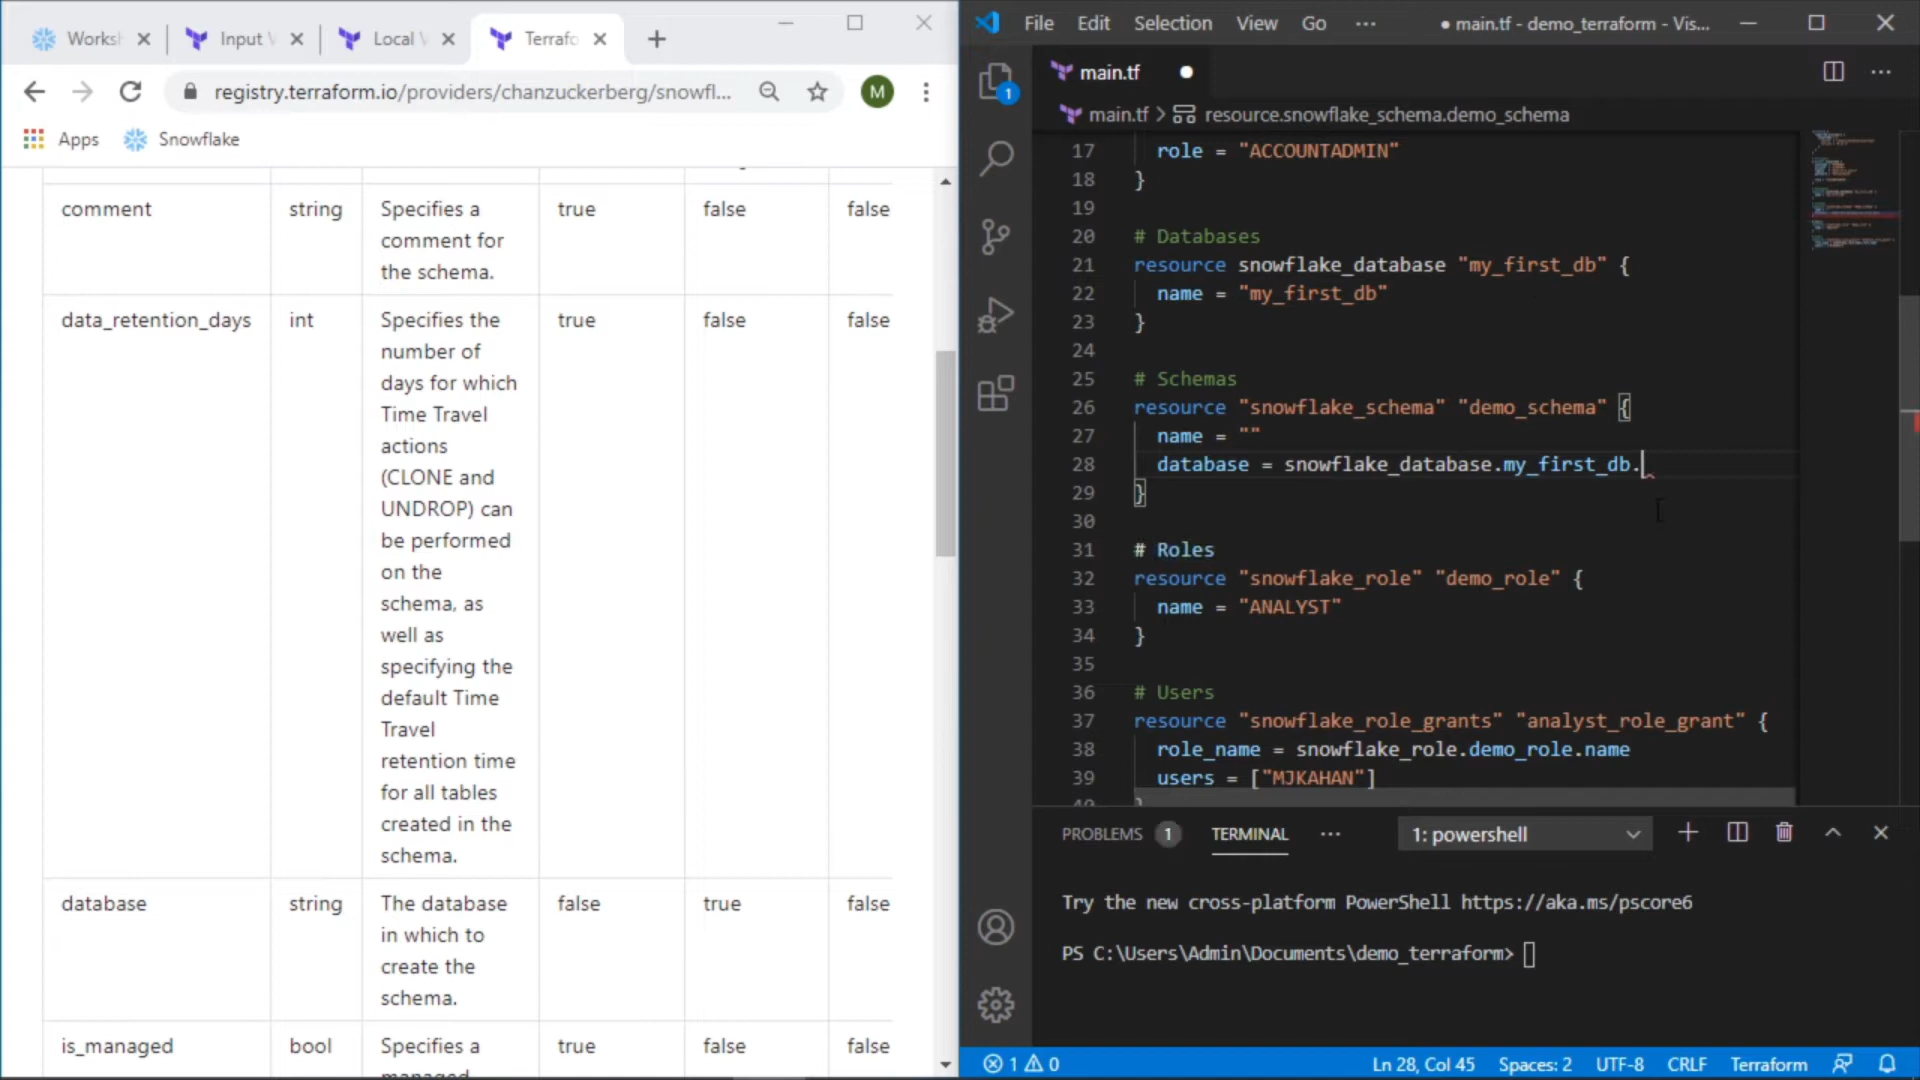 Works
Input V
Local V
Terrafo
registry.terraform.io/providers/chanzuckerberg/snowfl...
M
Apps
Snowflake
comment string Specifies a comment for the schema. true false false
data_retention_days int Specifies the number of days for which Time Travel actions (CLONE and UNDROP) can be performed on the schema, as well as specifying the default Time Travel retention time for all tables created in the schema. true false false
database string The database in which to create the schema. false true false
is_managed bool Specifies a true false false
File Edit Selection View Go ···
● main.tf - demo_terraform - Vis...
1
main.tf
main.tf > resource.snowflake_schema.demo_schema
17 role = "ACCOUNTADMIN"
18 }
19
20 # Databases
21 resource snowflake_database "my_first_db" {
22 name = "my_first_db"
23 }
24
25 # Schemas
26 resource "snowflake_schema" "demo_schema" {
27 name = ""
28 database = snowflake_database.my_first_db.
29 }
30
31 # Roles
32 resource "snowflake_role" "demo_role" {
33 name = "ANALYST"
34 }
35
36 # Users
37 resource "snowflake_role_grants" "analyst_role_grant" {
38 role_name = snowflake_role.demo_role.name
39 users = ["MJKAHAN"]
40 }
PROBLEMS 1 TERMINAL ··· 1: powershell
Try the new cross-platform PowerShell https://aka.ms/pscore6
PS C:\Users\Admin\Documents\demo_terraform>
1 0 Ln 28, Col 45 Spaces: 2 UTF-8 CRLF Terraform